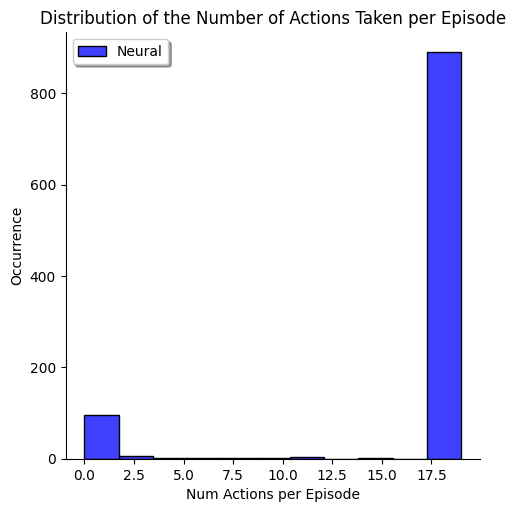 Distribution of the Number of Actions Taken per Episode
Neural
800
600
400
200
0
Occurrence
0.0 2.5 5.0 7.5 10.0 12.5 15.0 17.5
Num Actions per Episode